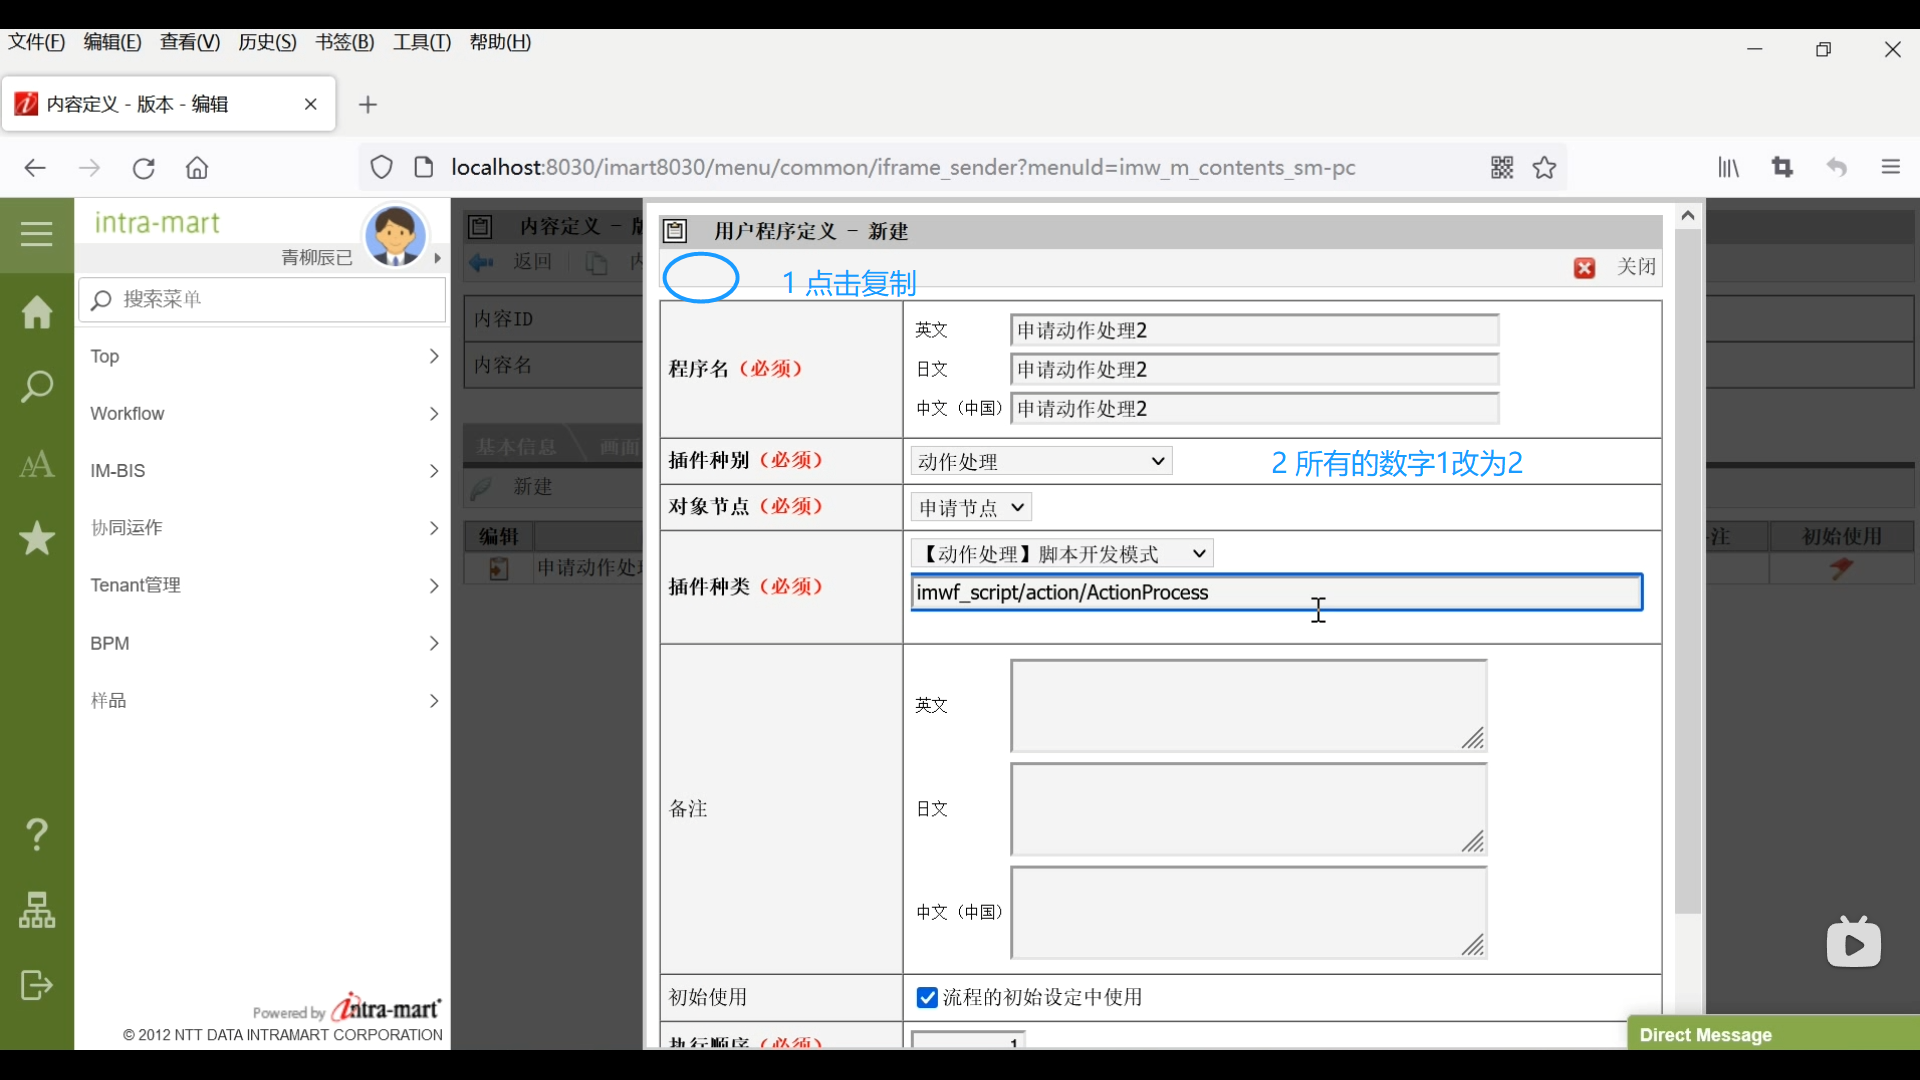 文件(F) 编辑(E) 查看(V) 历史(S) 书签(B) 工具(T) 帮助(H)
内容定义 - 版本 - 编辑
localhost:8030/imart8030/menu/common/iframe_sender?menuId=imw_m_contents_sm-pc
intra-mart
青柳辰巳
搜索菜单
Top
Workflow
IM-BIS
协同运作
Tenant管理
BPM
样品
Powered by intra-mart
© 2012 NTT DATA INTRAMART CORPORATION
内容定义 - 版
返回
内容ID
内容名
基本信息 画面
新建
编辑
申请动作处理
注 初始使用
用户程序定义 - 新建
1 点击复制
关闭
程序名（必须）
英文 申请动作处理2
日文 申请动作处理2
中文（中国） 申请动作处理2
插件种别（必须） 动作处理
2 所有的数字1改为2
对象节点（必须） 申请节点
插件种类（必须） 【动作处理】脚本开发模式
imwf_script/action/ActionProcess
备注
英文
日文
中文（中国）
初始使用 流程的初始设定中使用
执行顺序（必须） 1
Direct Message